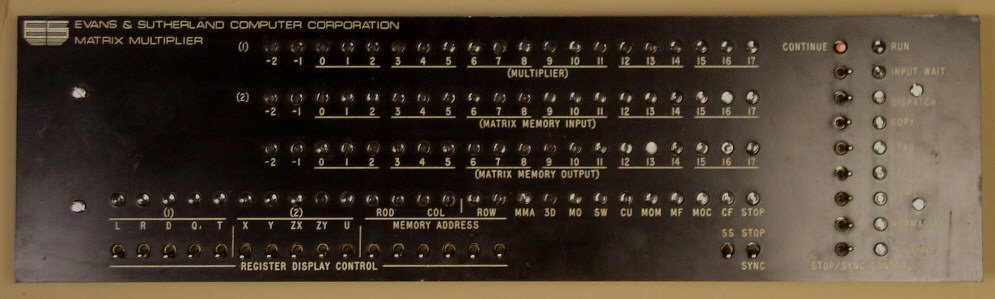 ES EVANS & SUTHERLAND COMPUTER CORPORATION
MATRIX MULTIPLIER
(1)
-2 -1 0 1 2 3 4 5 6 7 8 9 10 11 12 13 14 15 16 17
(MULTIPLIER)
(2)
-2 -1 0 1 2 3 4 5 6 7 8 9 10 11 12 13 14 15 16 17
(MATRIX MEMORY INPUT)
-2 -1 0 1 2 3 4 5 6 7 8 9 10 11 12 13 14 15 16 17
(MATRIX MEMORY OUTPUT)
(1) (2) ROD COL ROW MMA 3D MO SW CU MOM MF MOC CF STOP
L R D Q. T X Y ZX ZY U MEMORY ADDRESS
SS STOP
SYNC
REGISTER DISPLAY CONTROL
CONTINUE RUN
INPUT WAIT
DISPATCH
COPY
LOAD
STOP/SYNC CONTROL